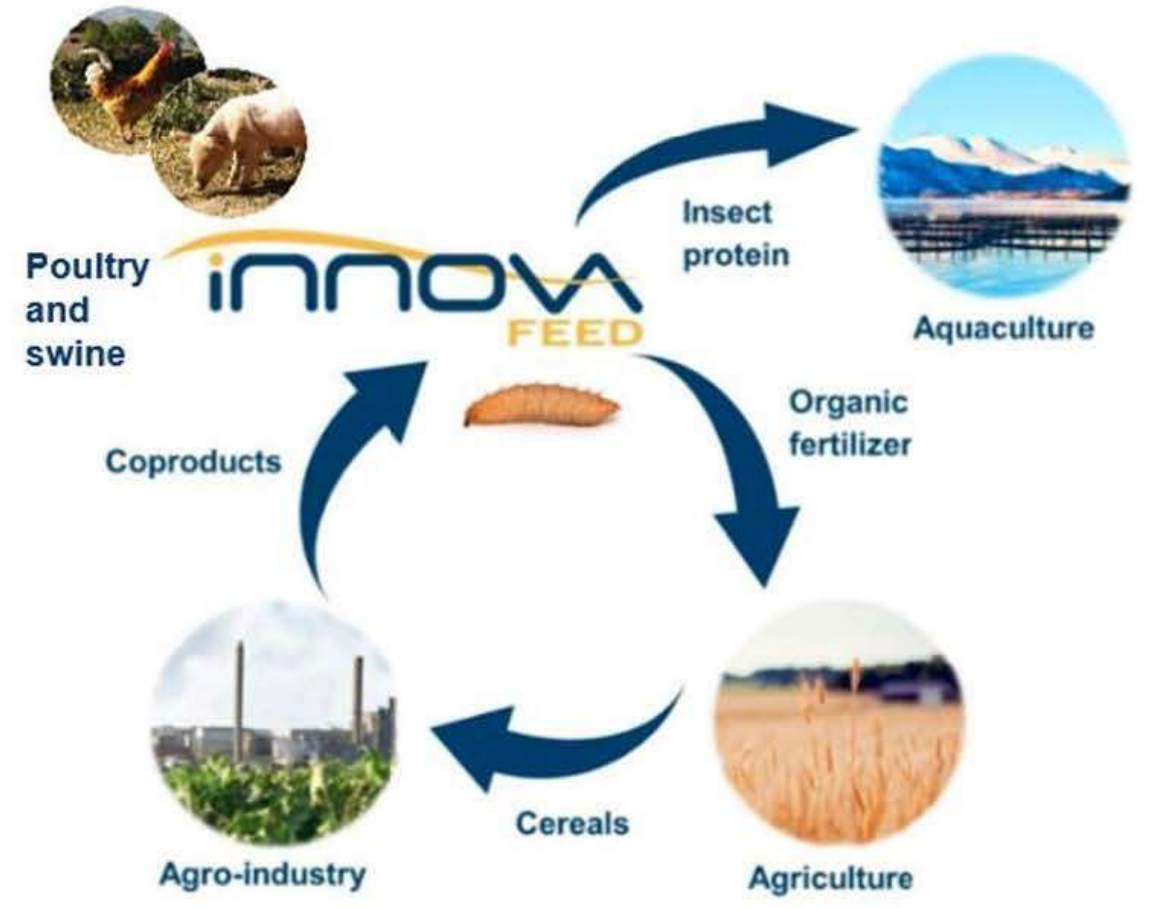 Poultry
and
swine
innovA
FEED
Insect
protein
Aquaculture
Organic
fertilizer
Coproducts
Cereals
Agro-industry
Agriculture